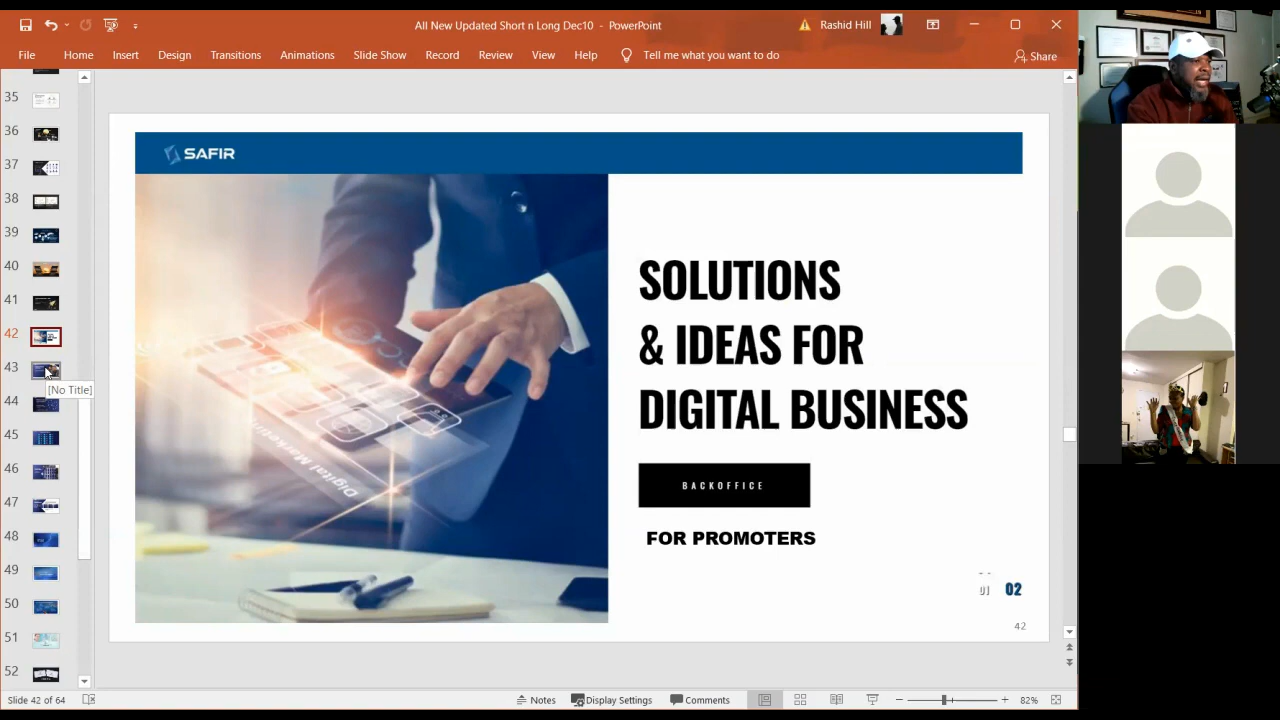 All New Updated Short n Long Dec10 - PowerPoint
Rashid Hill
File Home Insert Design Transitions Animations Slide Show Record Review View Help Tell me what you want to do
Share
35
36
37
38
39
40
41
42
43
[No Title]
44
45
46
47
48
49
50
51
52
SAFIR
Digital Marketing
SOLUTIONS
& IDEAS FOR
DIGITAL BUSINESS
BACKOFFICE
FOR PROMOTERS
01 02
42
Slide 42 of 64
Notes Display Settings Comments 82%